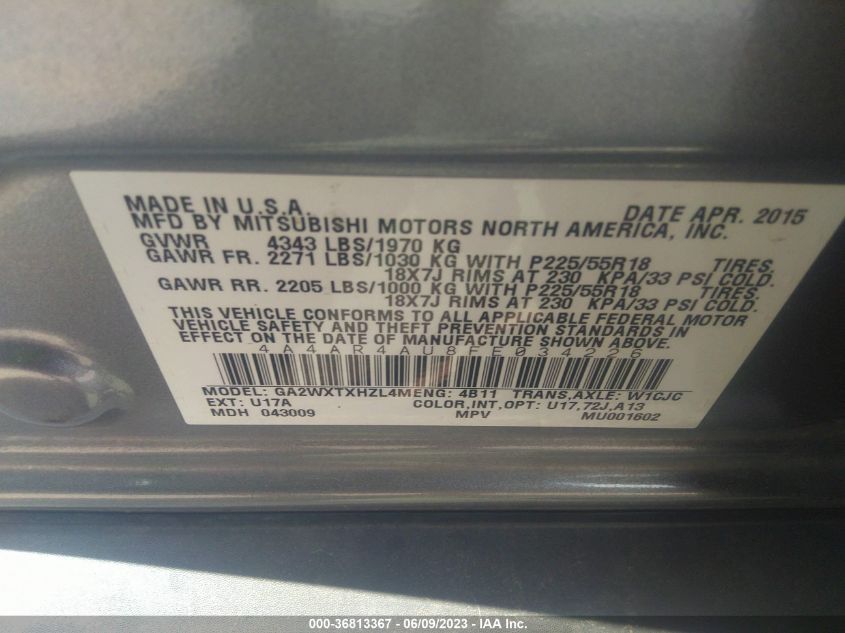 MADE IN U.S.A. DATE APR. 2015
MFD BY MITSUBISHI MOTORS NORTH AMERICA, INC.
GVWR 4343 LBS/1970 KG
GAWR FR. 2271 LBS/1030 KG WITH P225/55R18 TIRES.
18X7J RIMS AT 230 KPA/33 PSI COLD.
GAWR RR. 2205 LBS/1000 KG WITH P225/55R18 TIRES.
18X7J RIMS AT 230 KPA/33 PSI COLD.
THIS VEHICLE CONFORMS TO ALL APPLICABLE FEDERAL MOTOR
VEHICLE SAFETY AND THEFT PREVENTION STANDARDS IN
EFFECT ON THE DATE OF MANUFACTURE SHOWN ABOVE.
4A4AR4AU8FE034226
MODEL: GA2WXTXHZL4M ENG: 4B11 TRANS,AXLE: W1CJC
EXT: U17A COLOR,INT,OPT: U17,72J,A13
MDH 043009 MPV MU001602
000-36813367 - 06/09/2023 - IAA Inc.